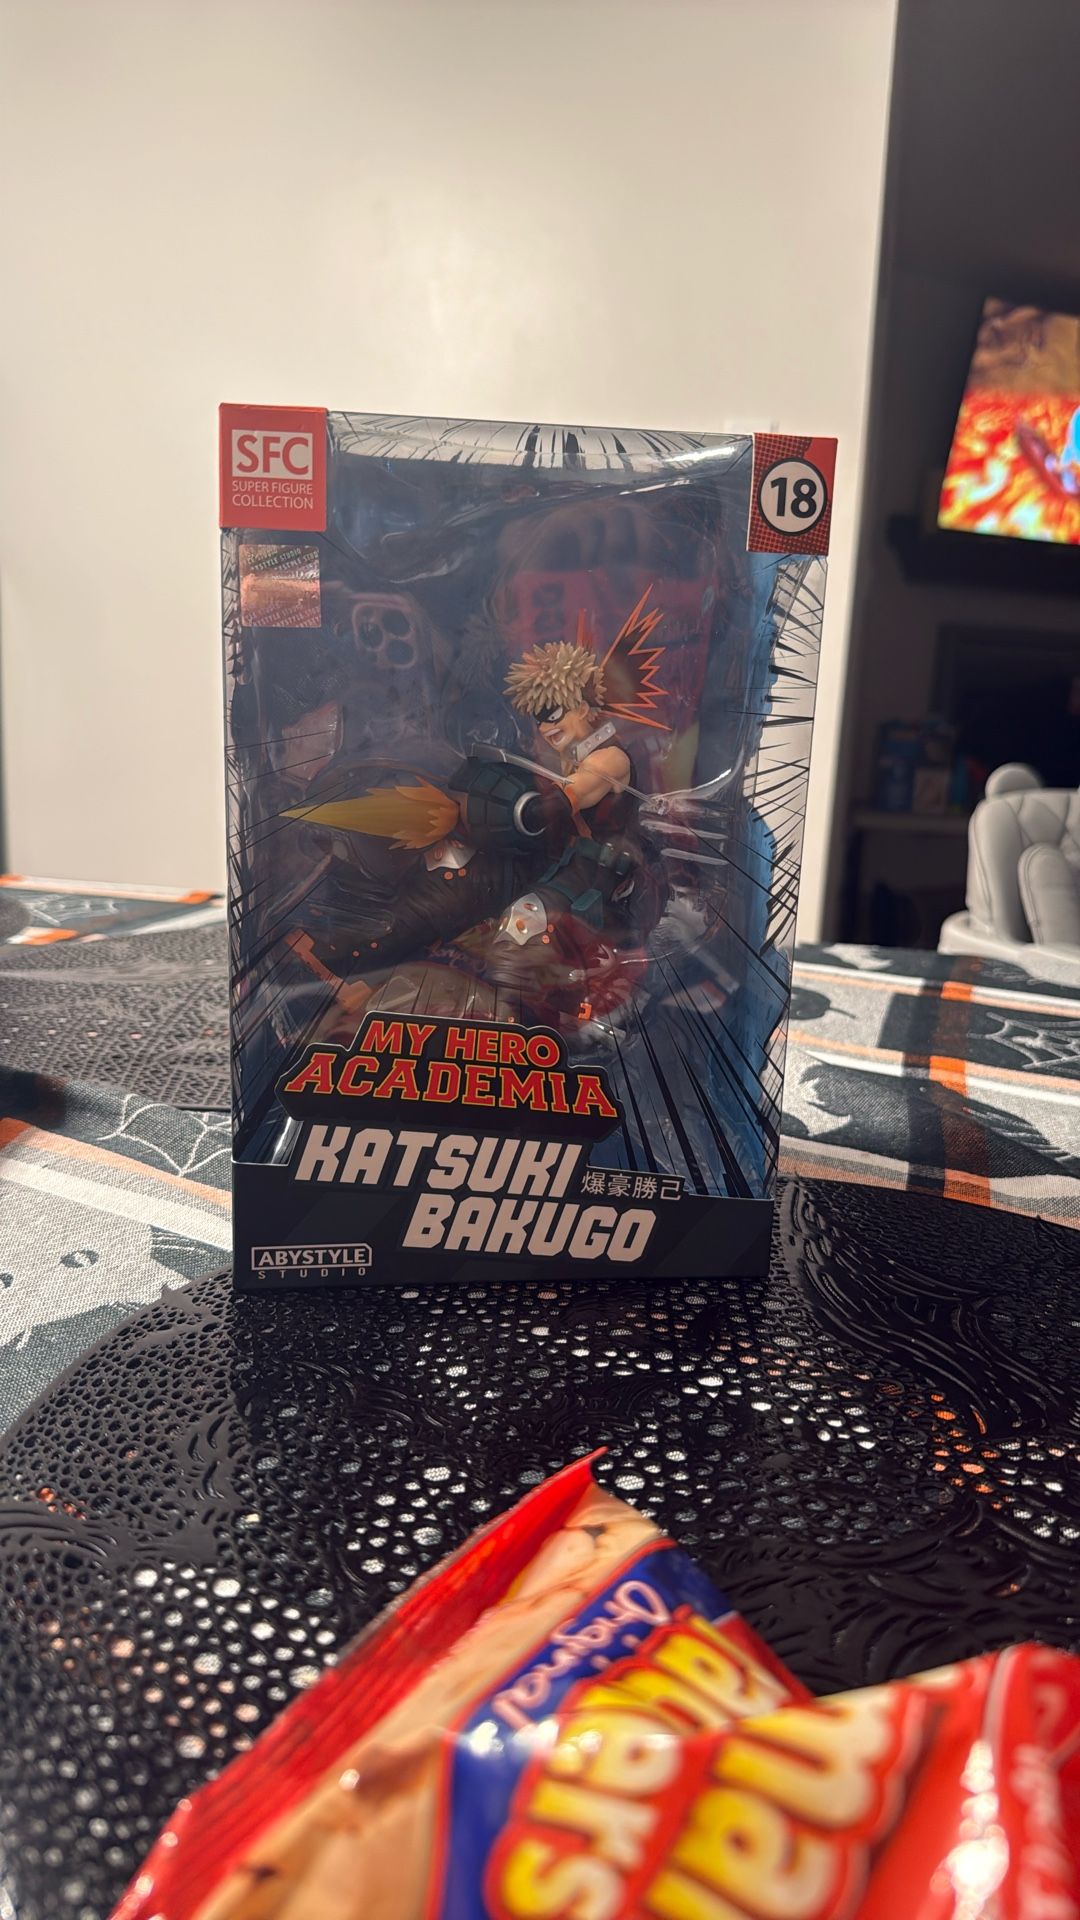 SFC
SUPER FIGURE
COLLECTION
18
MY HERO
ACADEMIA
KATSUKI
爆豪勝己
BAKUGO
ABYSTYLE
STUDIO
Original